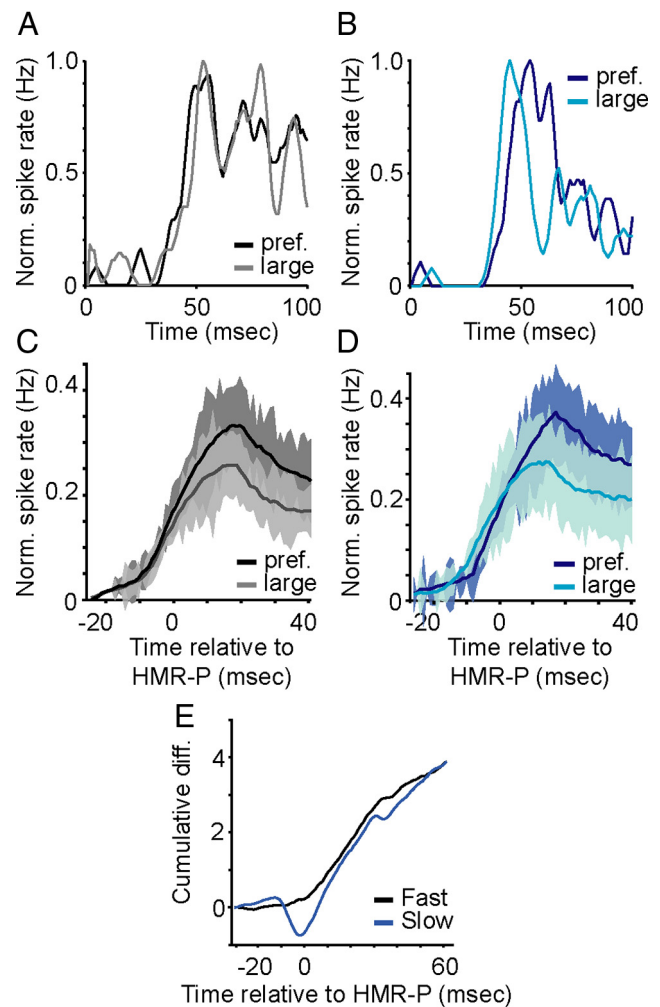 A
B
Norm. spike rate (Hz)
1.0
0.5
0
pref.
large
0
50
100
Time (msec)
Norm. spike rate (Hz)
1.0
0.5
0
pref.
large
0
50
100
Time (msec)
C
D
Norm. spike rate (Hz)
0.4
0.2
0
pref.
large
-20
0
20
40
Time relative to
HMR-P (msec)
Norm. spike rate (Hz)
0.4
0.2
0
pref.
large
-20
0
20
40
Time relative to
HMR-P (msec)
E
Cumulative diff.
4
2
0
Fast
Slow
-20
0
60
Time relative to HMR-P (msec)